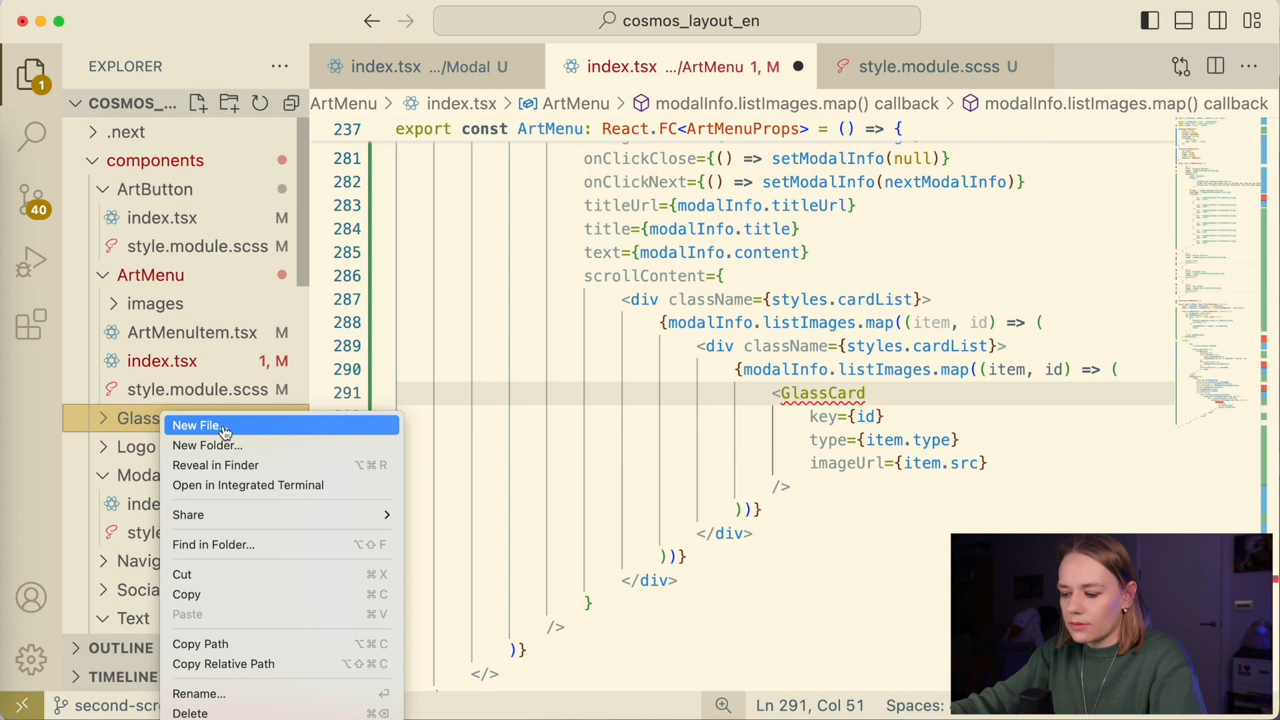 cosmos_layout_en
1
EXPLORER
index.tsx .../Modal U
index.tsx .../ArtMenu 1, M
style.module.scss U
COSMOS_...
ArtMenu > index.tsx > ArtMenu > modalInfo.listImages.map() callback > modalInfo.listImages.map() callback
.next
components
ArtButton
index.tsx M
style.module.scss M
ArtMenu
images
ArtMenuItem.tsx M
index.tsx 1, M
style.module.scss M
Glass
Logo
Moda
inde
style
Navig
Socia
Text
OUTLINE
TIMELINE
40
New File...
New Folder...
Reveal in Finder ⌥⌘R
Open in Integrated Terminal
Share
Find in Folder... ⌥⇧F
Cut ⌘X
Copy ⌘C
Paste ⌘V
Copy Path ⌥⌘C
Copy Relative Path ⌥⇧⌘C
Rename...
Delete ⌘⌫
237 export const ArtMenu: React.FC<ArtMenuProps> = () => {
281 onClickClose={() => setModalInfo(null)}
282 onClickNext={() => setModalInfo(nextModalInfo)}
283 titleUrl={modalInfo.titleUrl}
284 title={modalInfo.title}
285 text={modalInfo.content}
286 scrollContent={
287 <div className={styles.cardList}>
288 {modalInfo.listImages.map((item, id) => (
289 <div className={styles.cardList}>
290 {modalInfo.listImages.map((item, id) => (
291 <GlassCard
key={id}
type={item.type}
imageUrl={item.src}
/>
))}
</div>
))}
</div>
}
/>
)}
</>
second-scr
Ln 291, Col 51
Spaces: